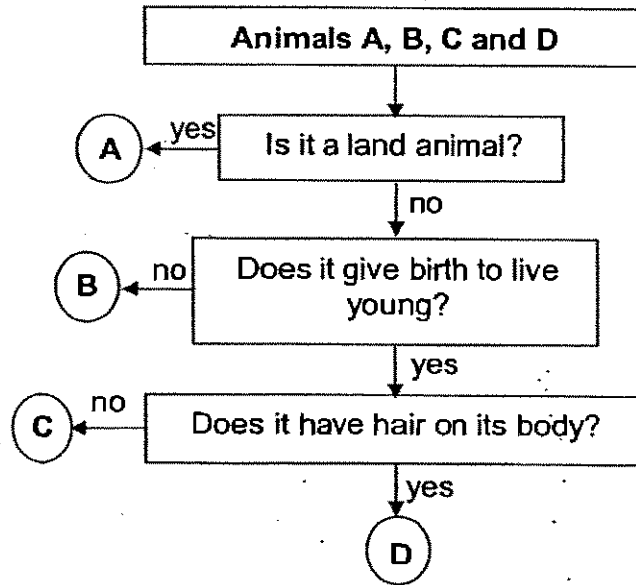 Animals A, B, C and D
A
yes
Is it a land animal?
no
B
no
Does it give birth to live
young?
yes
C
no
Does it have hair on its body?
yes
D